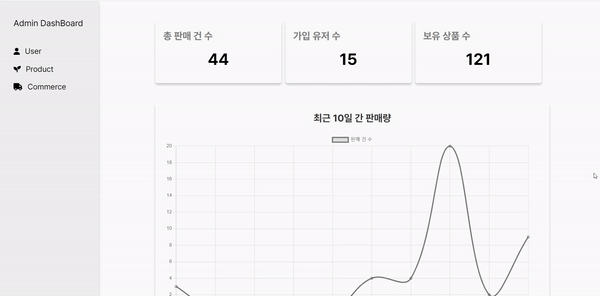 Admin DashBoard
User
Product
Commerce
총 판매 건 수
44
가입 유저 수
15
보유 상품 수
121
최근 10일 간 판매량
판매 건 수
20
18
16
14
12
10
8
6
4
2